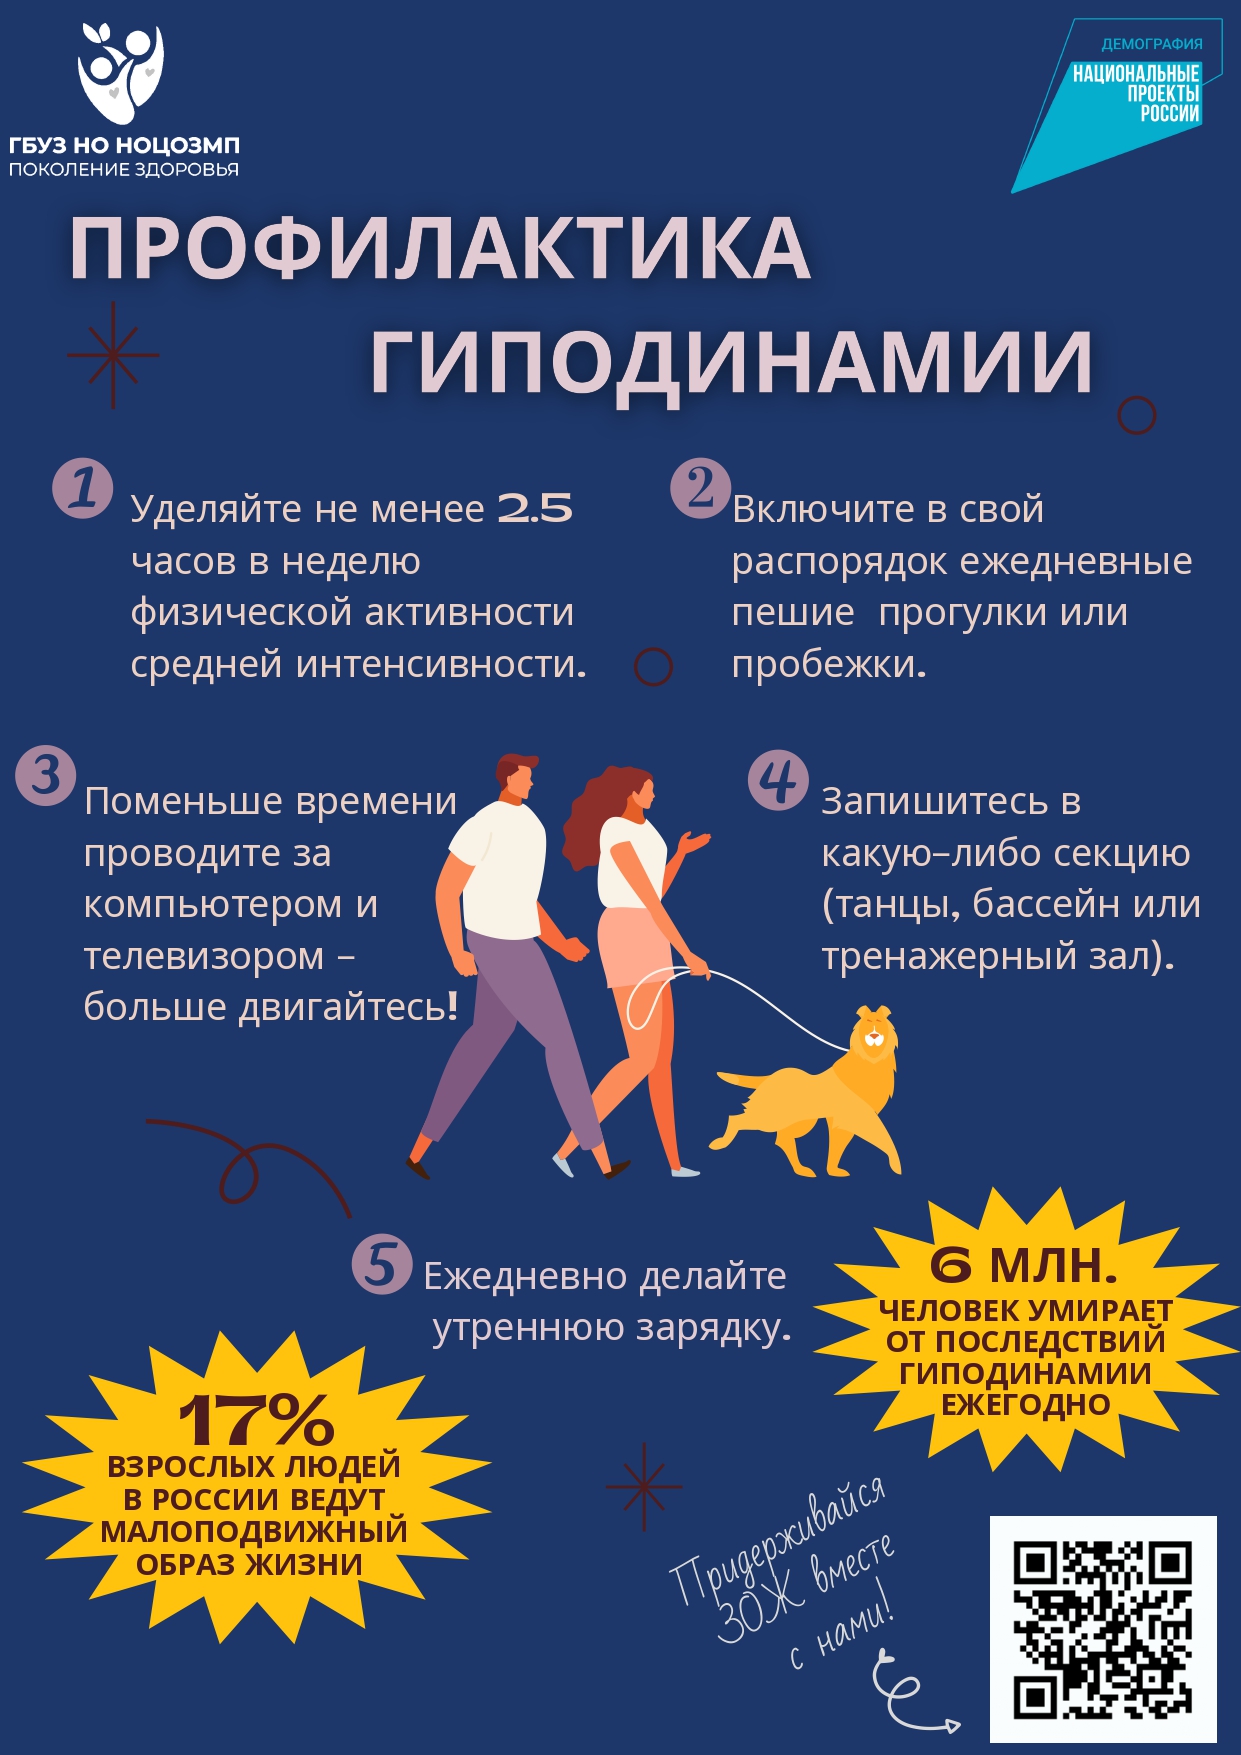 ГБУЗ НО НОЦОЗМП
ПОКОЛЕНИЕ ЗДОРОВЬЯ
ДЕМОГРАФИЯ
НАЦИОНАЛЬНЫЕ
ПРОЕКТЫ
РОССИИ
ПРОФИЛАКТИКА
ГИПОДИНАМИИ
1
Уделяйте не менее 2.5
часов в неделю
физической активности
средней интенсивности.
2
Включите в свой
распорядок ежедневные
пешие прогулки или
пробежки.
3
Поменьше времени
проводите за
компьютером и
телевизором –
больше двигайтесь!
4
Запишитесь в
какую–либо секцию
(танцы, бассейн или
тренажерный зал).
5
Ежедневно делайте
утреннюю зарядку.
6 МЛН.
ЧЕЛОВЕК УМИРАЕТ
ОТ ПОСЛЕДСТВИЙ
ГИПОДИНАМИИ
ЕЖЕГОДНО
17%
ВЗРОСЛЫХ ЛЮДЕЙ
В РОССИИ ВЕДУТ
МАЛОПОДВИЖНЫЙ
ОБРАЗ ЖИЗНИ
Придерживайся
ЗОЖ вместе
с нами!